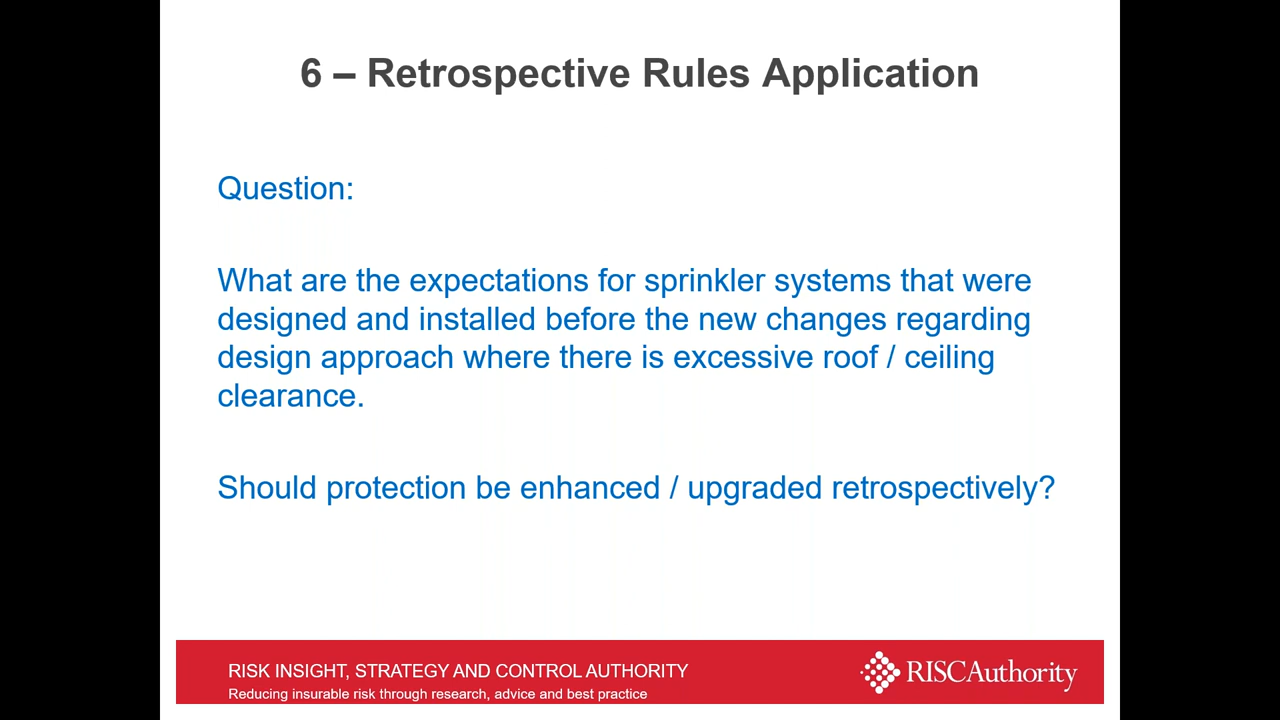 6 – Retrospective Rules Application
Question:
What are the expectations for sprinkler systems that were
designed and installed before the new changes regarding
design approach where there is excessive roof / ceiling
clearance.
Should protection be enhanced / upgraded retrospectively?
RISK INSIGHT, STRATEGY AND CONTROL AUTHORITY
Reducing insurable risk through research, advice and best practice
RISCAuthority